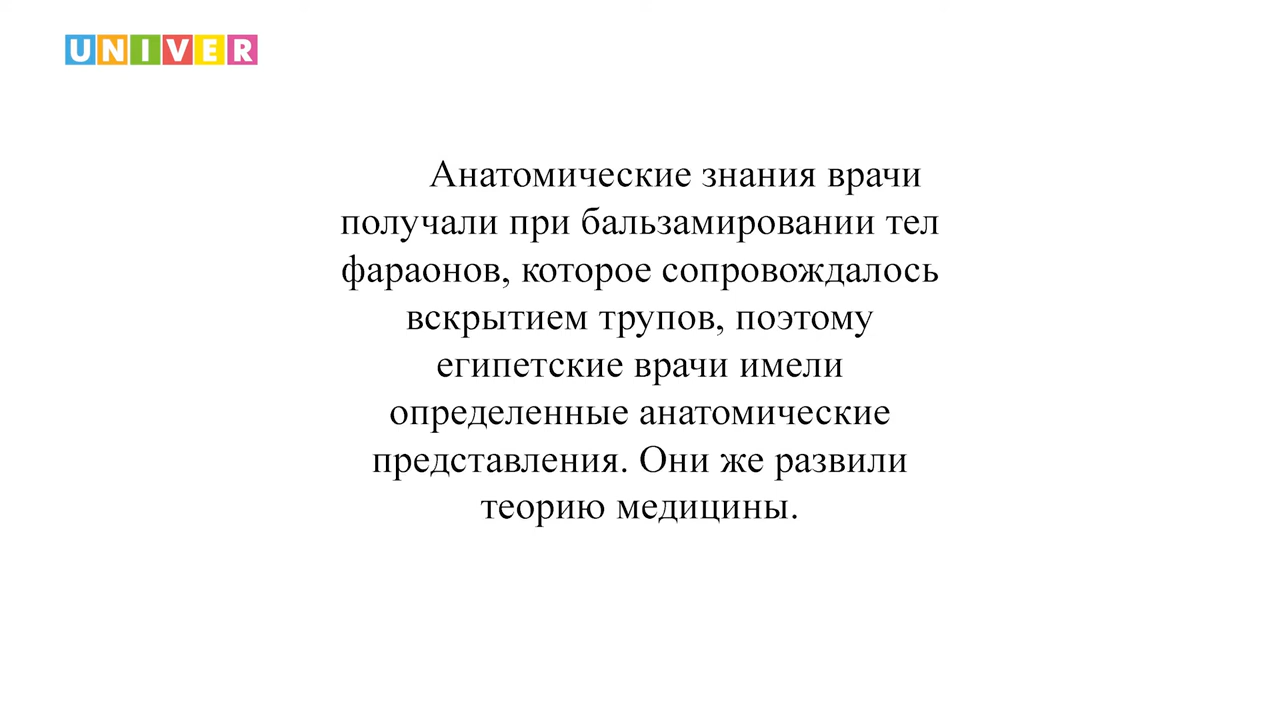 UNIVER
Анатомические знания врачи
получали при бальзамировании тел
фараонов, которое сопровождалось
вскрытием трупов, поэтому
египетские врачи имели
определенные анатомические
представления. Они же развили
теорию медицины.